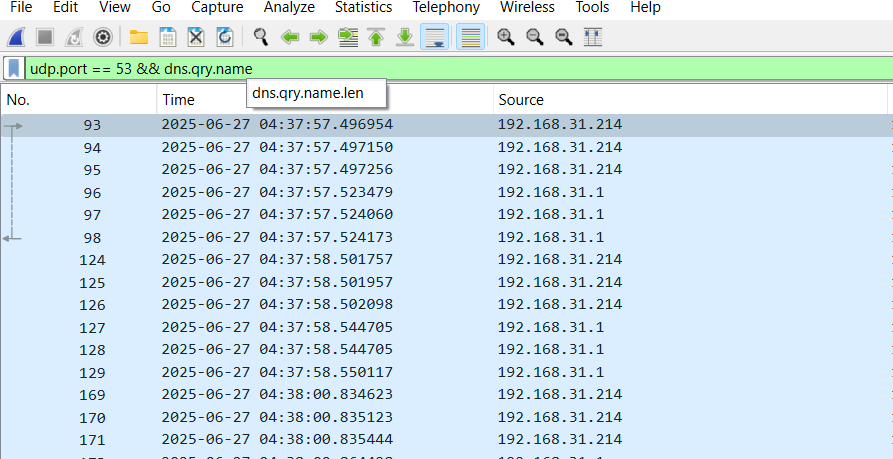 File Edit View Go Capture Analyze Statistics Telephony Wireless Tools Help
udp.port == 53 && dns.qry.name
dns.qry.name.len
No. Time Source
93 2025-06-27 04:37:57.496954 192.168.31.214
94 2025-06-27 04:37:57.497150 192.168.31.214
95 2025-06-27 04:37:57.497256 192.168.31.214
96 2025-06-27 04:37:57.523479 192.168.31.1
97 2025-06-27 04:37:57.524060 192.168.31.1
98 2025-06-27 04:37:57.524173 192.168.31.1
124 2025-06-27 04:37:58.501757 192.168.31.214
125 2025-06-27 04:37:58.501957 192.168.31.214
126 2025-06-27 04:37:58.502098 192.168.31.214
127 2025-06-27 04:37:58.544705 192.168.31.1
128 2025-06-27 04:37:58.544705 192.168.31.1
129 2025-06-27 04:37:58.550117 192.168.31.1
169 2025-06-27 04:38:00.834623 192.168.31.214
170 2025-06-27 04:38:00.835123 192.168.31.214
171 2025-06-27 04:38:00.835444 192.168.31.214